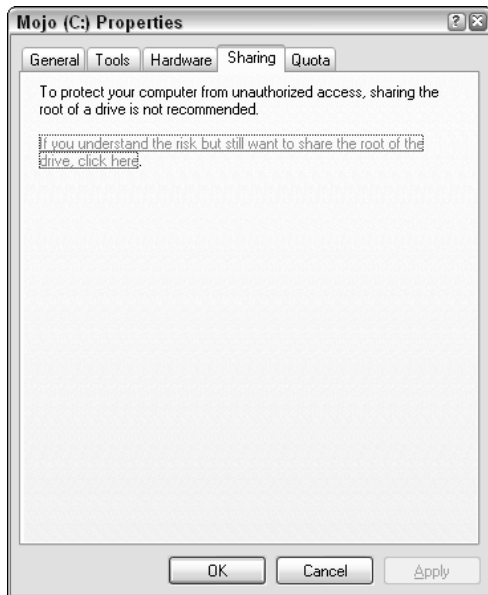 Mojo (C:) Properties
General Tools Hardware Sharing Quota
To protect your computer from unauthorized access, sharing the
root of a drive is not recommended.
If you understand the risk but still want to share the root of the
drive, click here.
OK Cancel Apply